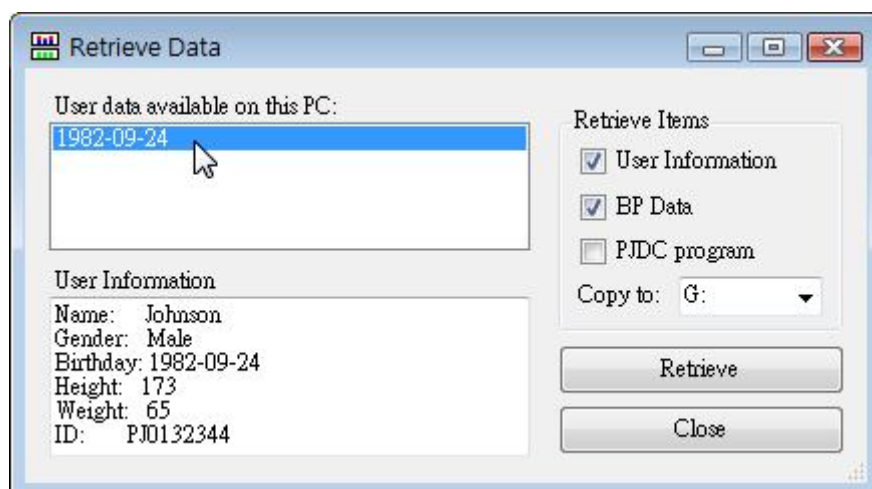 Retrieve Data
User data available on this PC:
1982-09-24
User Information
Name: Johnson
Gender: Male
Birthday: 1982-09-24
Height: 173
Weight: 65
ID: PJ0132344
Retrieve Items
User Information
BP Data
PJDC program
Copy to: G:
Retrieve
Close